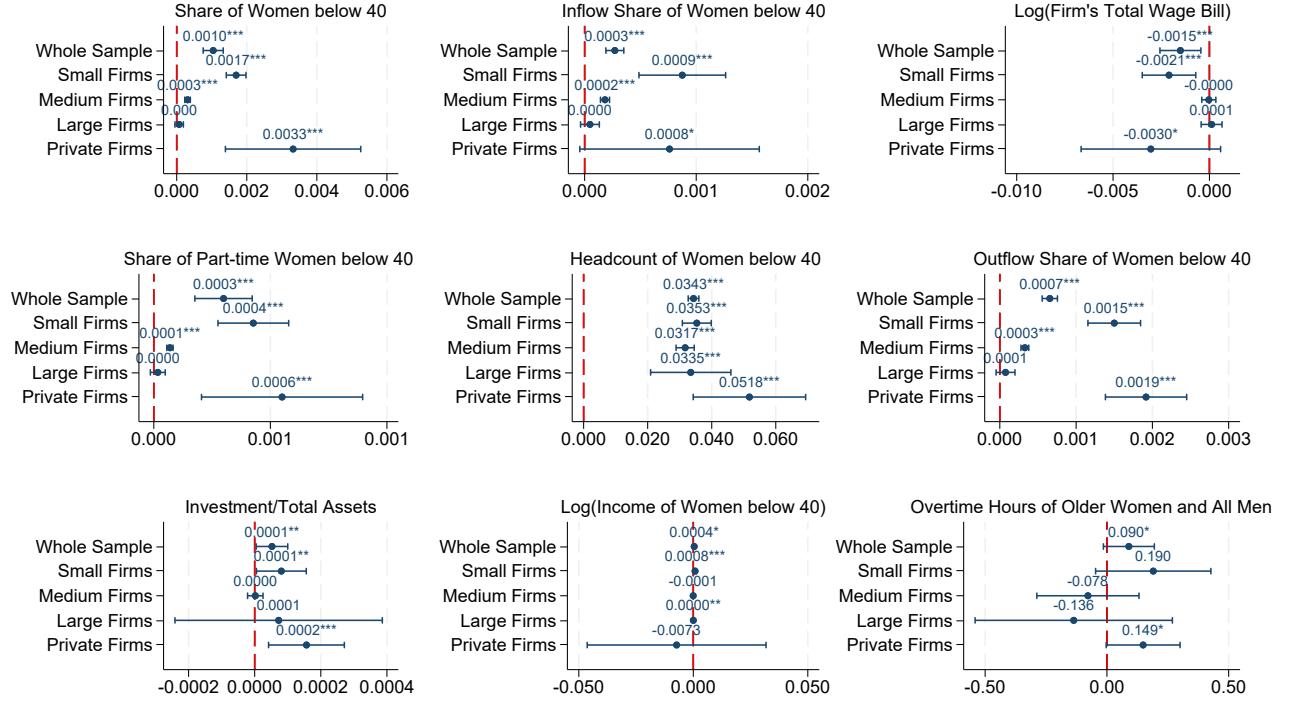 Share of Women below 40
0.0010***
Whole Sample
0.0017***
Small Firms
0.0003***
Medium Firms
0.000
Large Firms
0.0033***
Private Firms
0.000 0.002 0.004 0.006
Inflow Share of Women below 40
0.0003***
Whole Sample
0.0009***
Small Firms
0.0002***
Medium Firms
0.0000
Large Firms
0.0008*
Private Firms
0.000 0.001 0.002
Log(Firm's Total Wage Bill)
-0.0015***
Whole Sample
-0.0021***
Small Firms
-0.0000
Medium Firms
0.0001
Large Firms
-0.0030*
Private Firms
-0.010 -0.005 0.000
Share of Part-time Women below 40
0.0003***
Whole Sample
0.0004***
Small Firms
0.0001***
Medium Firms
0.0000
Large Firms
0.0006***
Private Firms
0.000 0.001 0.001
Headcount of Women below 40
0.0343***
Whole Sample
0.0353***
Small Firms
0.0317***
Medium Firms
0.0335***
Large Firms
0.0518***
Private Firms
0.000 0.020 0.040 0.060
Outflow Share of Women below 40
0.0007***
Whole Sample
0.0015***
Small Firms
0.0003***
Medium Firms
0.0001
Large Firms
0.0019***
Private Firms
0.000 0.001 0.002 0.003
Investment/Total Assets
0.0001**
Whole Sample
0.0001**
Small Firms
0.0000
Medium Firms
0.0001
Large Firms
0.0002***
Private Firms
-0.0002 0.0000 0.0002 0.0004
Log(Income of Women below 40)
0.0004*
Whole Sample
0.0008***
Small Firms
-0.0001
Medium Firms
0.0000**
Large Firms
-0.0073
Private Firms
-0.050 0.000 0.050
Overtime Hours of Older Women and All Men
0.090*
Whole Sample
0.190
Small Firms
-0.078
Medium Firms
-0.136
Large Firms
0.149*
Private Firms
-0.50 0.00 0.50